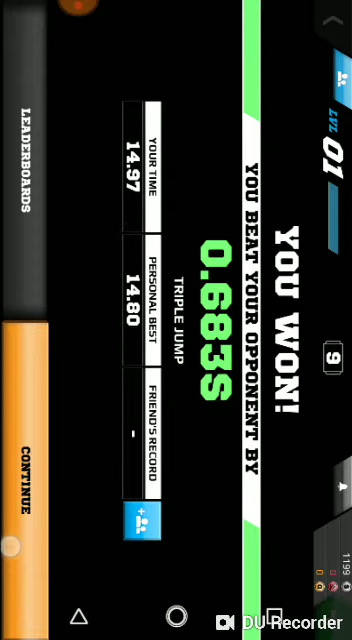 LVL 01
9
1199
YOU WON!
YOU BEAT YOUR OPPONENT BY
0.683S
TRIPLE JUMP
YOUR TIME PERSONAL BEST FRIEND'S RECORD
14.97 14.80 -
LEADERBOARDS CONTINUE
DU Recorder